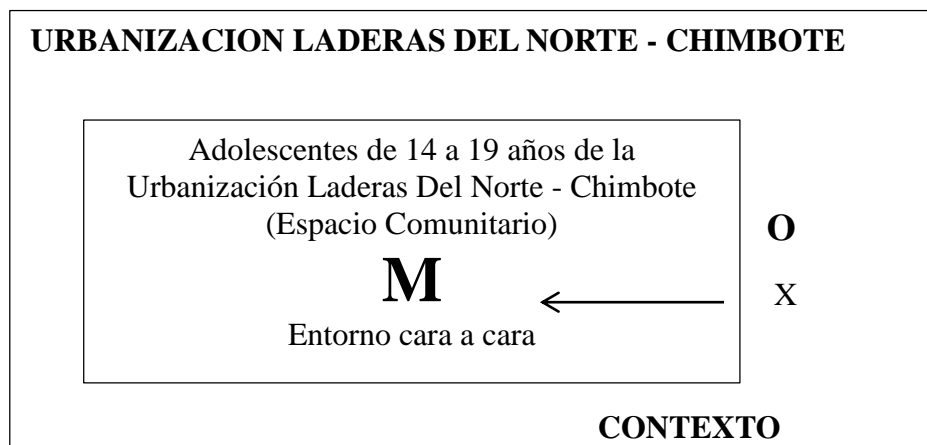 URBANIZACION LADERAS DEL NORTE - CHIMBOTE
Adolescentes de 14 a 19 años de la
Urbanización Laderas Del Norte - Chimbote
(Espacio Comunitario)
O
M
X
Entorno cara a cara
CONTEXTO